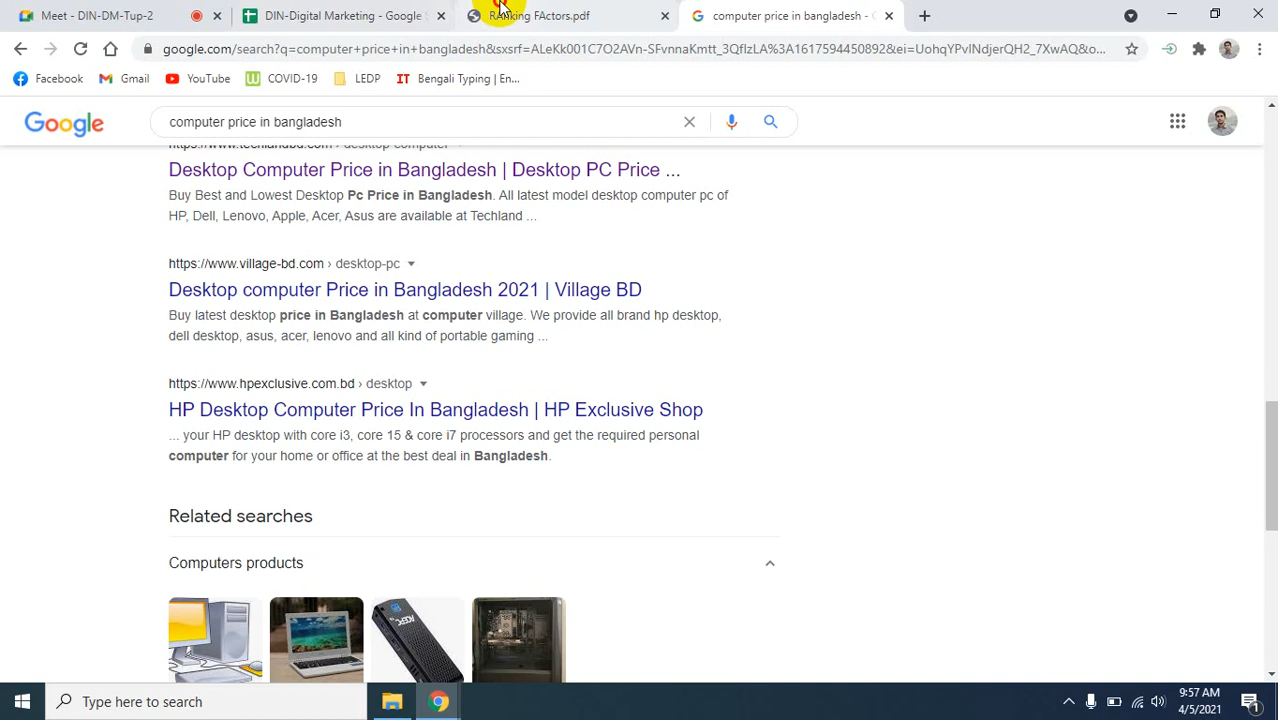 Meet - DIN-DM-Tup-2
DIN-Digital Marketing - Google S
RAnking FActors.pdf
computer price in bangladesh - G
google.com/search?q=computer+price+in+bangladesh&sxsrf=ALeKk001C7O2AVn-SFvnnaKmtt_3QfIzLA%3A1617594450892&ei=UohqYPvINdjerQH2_7XwAQ&o...
Facebook
Gmail
YouTube
COVID-19
LEDP
Bengali Typing | En...
Google
computer price in bangladesh
https://www.techlandbd.com › desktop-computer
Desktop Computer Price in Bangladesh | Desktop PC Price ...
Buy Best and Lowest Desktop Pc Price in Bangladesh. All latest model desktop computer pc of
HP, Dell, Lenovo, Apple, Acer, Asus are available at Techland ...
https://www.village-bd.com › desktop-pc
Desktop computer Price in Bangladesh 2021 | Village BD
Buy latest desktop price in Bangladesh at computer village. We provide all brand hp desktop,
dell desktop, asus, acer, lenovo and all kind of portable gaming ...
https://www.hpexclusive.com.bd › desktop
HP Desktop Computer Price In Bangladesh | HP Exclusive Shop
... your HP desktop with core i3, core 15 & core i7 processors and get the required personal
computer for your home or office at the best deal in Bangladesh.
Related searches
Computers products
Type here to search
9:57 AM
4/5/2021